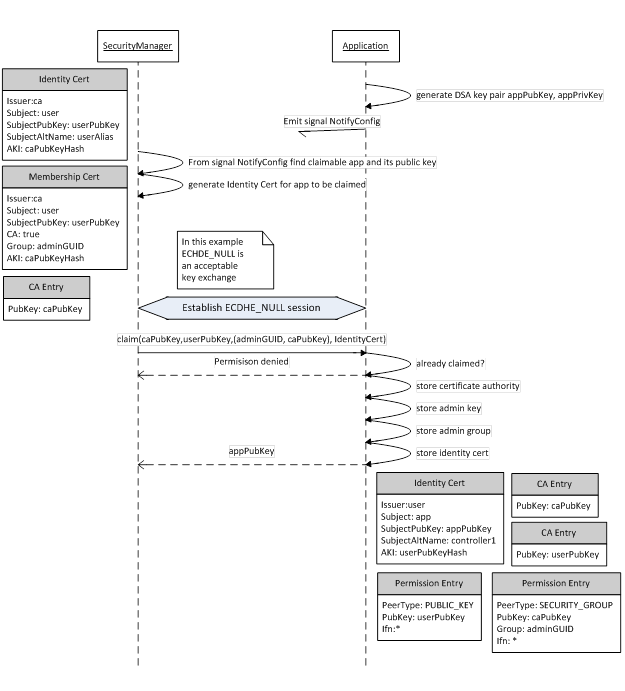 SecurityManager
Application
Identity Cert
Issuer:ca
Subject: user
SubjectPubKey: userPubKey
SubjectAltName: userAlias
AKI: caPubKeyHash
generate DSA key pair appPubKey, appPrivKey
Emit signal NotifyConfig
From signal NotifyConfig find claimable app and its public key
generate Identity Cert for app to be claimed
Membership Cert
Issuer:ca
Subject: user
SubjectPubKey: userPubKey
CA: true
Group: adminGUID
AKI: caPubKeyHash
In this example
ECHDE_NULL is
an acceptable
key exchange
CA Entry
PubKey: caPubKey
Establish ECDHE_NULL session
claim(caPubKey,userPubKey,(adminGUID, caPubKey), IdentityCert)
Permisison denied
already claimed?
store certificate authority
store admin key
store admin group
appPubKey
store identity cert
Identity Cert
Issuer:user
Subject: app
SubjectPubKey: appPubKey
SubjectAltName: controller1
AKI: userPubKeyHash
CA Entry
PubKey: caPubKey
CA Entry
PubKey: userPubKey
Permission Entry
PeerType: PUBLIC_KEY
PubKey: userPubKey
Ifn:*
Permission Entry
PeerType: SECURITY_GROUP
PubKey: caPubKey
Group: adminGUID
Ifn: *